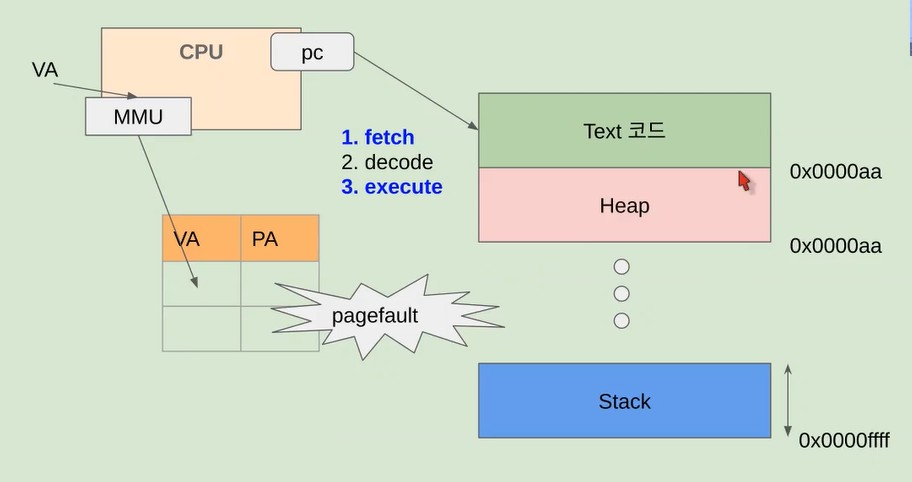 CPU
pc
VA
MMU
1. fetch
2. decode
3. execute
Text 코드
0x0000aa
Heap
0x0000aa
VA PA
pagefault
Stack
0x0000ffff